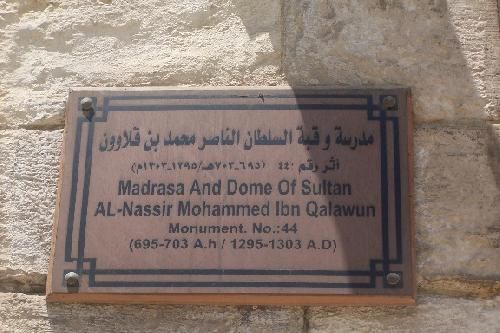 مدرسة و قبة السلطان الناصر محمد بن قلاوون
أثر رقم :٤٤ (٦٩٥-٧٠٣هـ/١٢٩٥-١٣٠٣م)
Madrasa And Dome Of Sultan
AL-Nassir Mohammed Ibn Qalawun
Monument. No.:44
(695-703 A.h / 1295-1303 A.D)